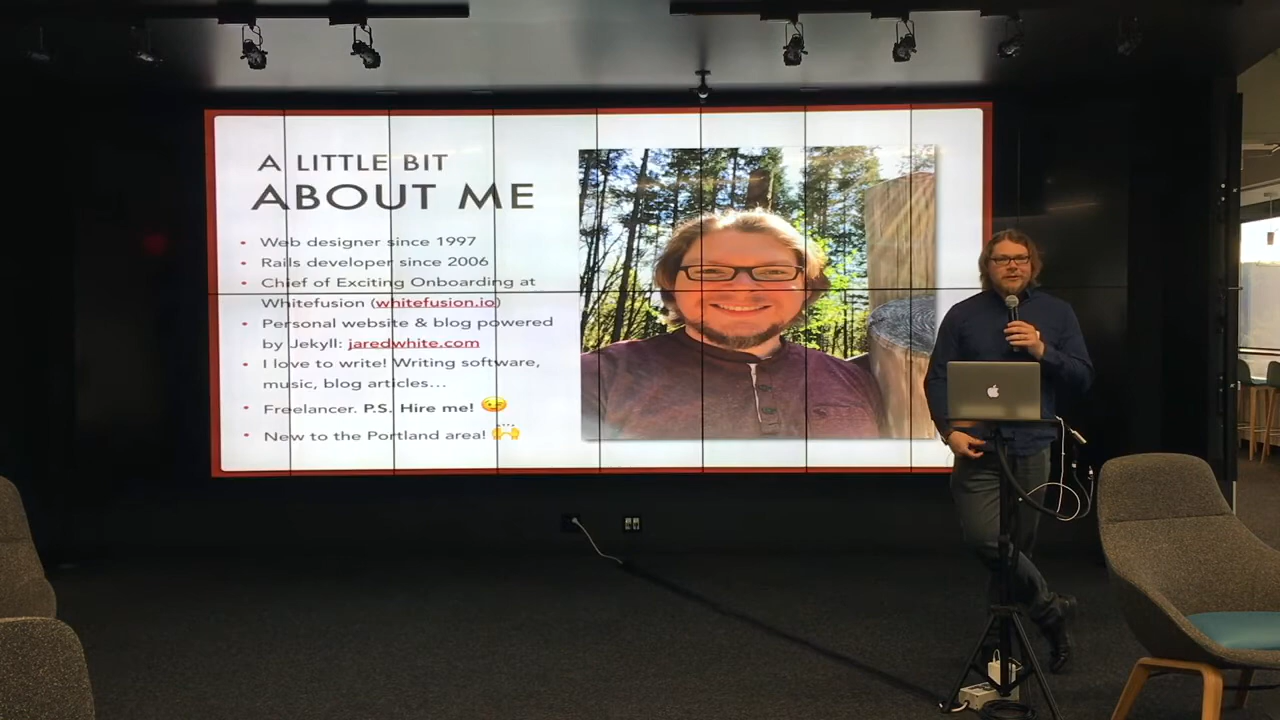 A LITTLE BIT
ABOUT ME
• Web designer since 1997
• Rails developer since 2006
• Chief of Exciting Onboarding at
Whitefusion (whitefusion.io)
• Personal website & blog powered
by Jekyll: jaredwhite.com
• I love to write! Writing software,
music, blog articles…
• Freelancer. P.S. Hire me! 😉
• New to the Portland area! 🙌